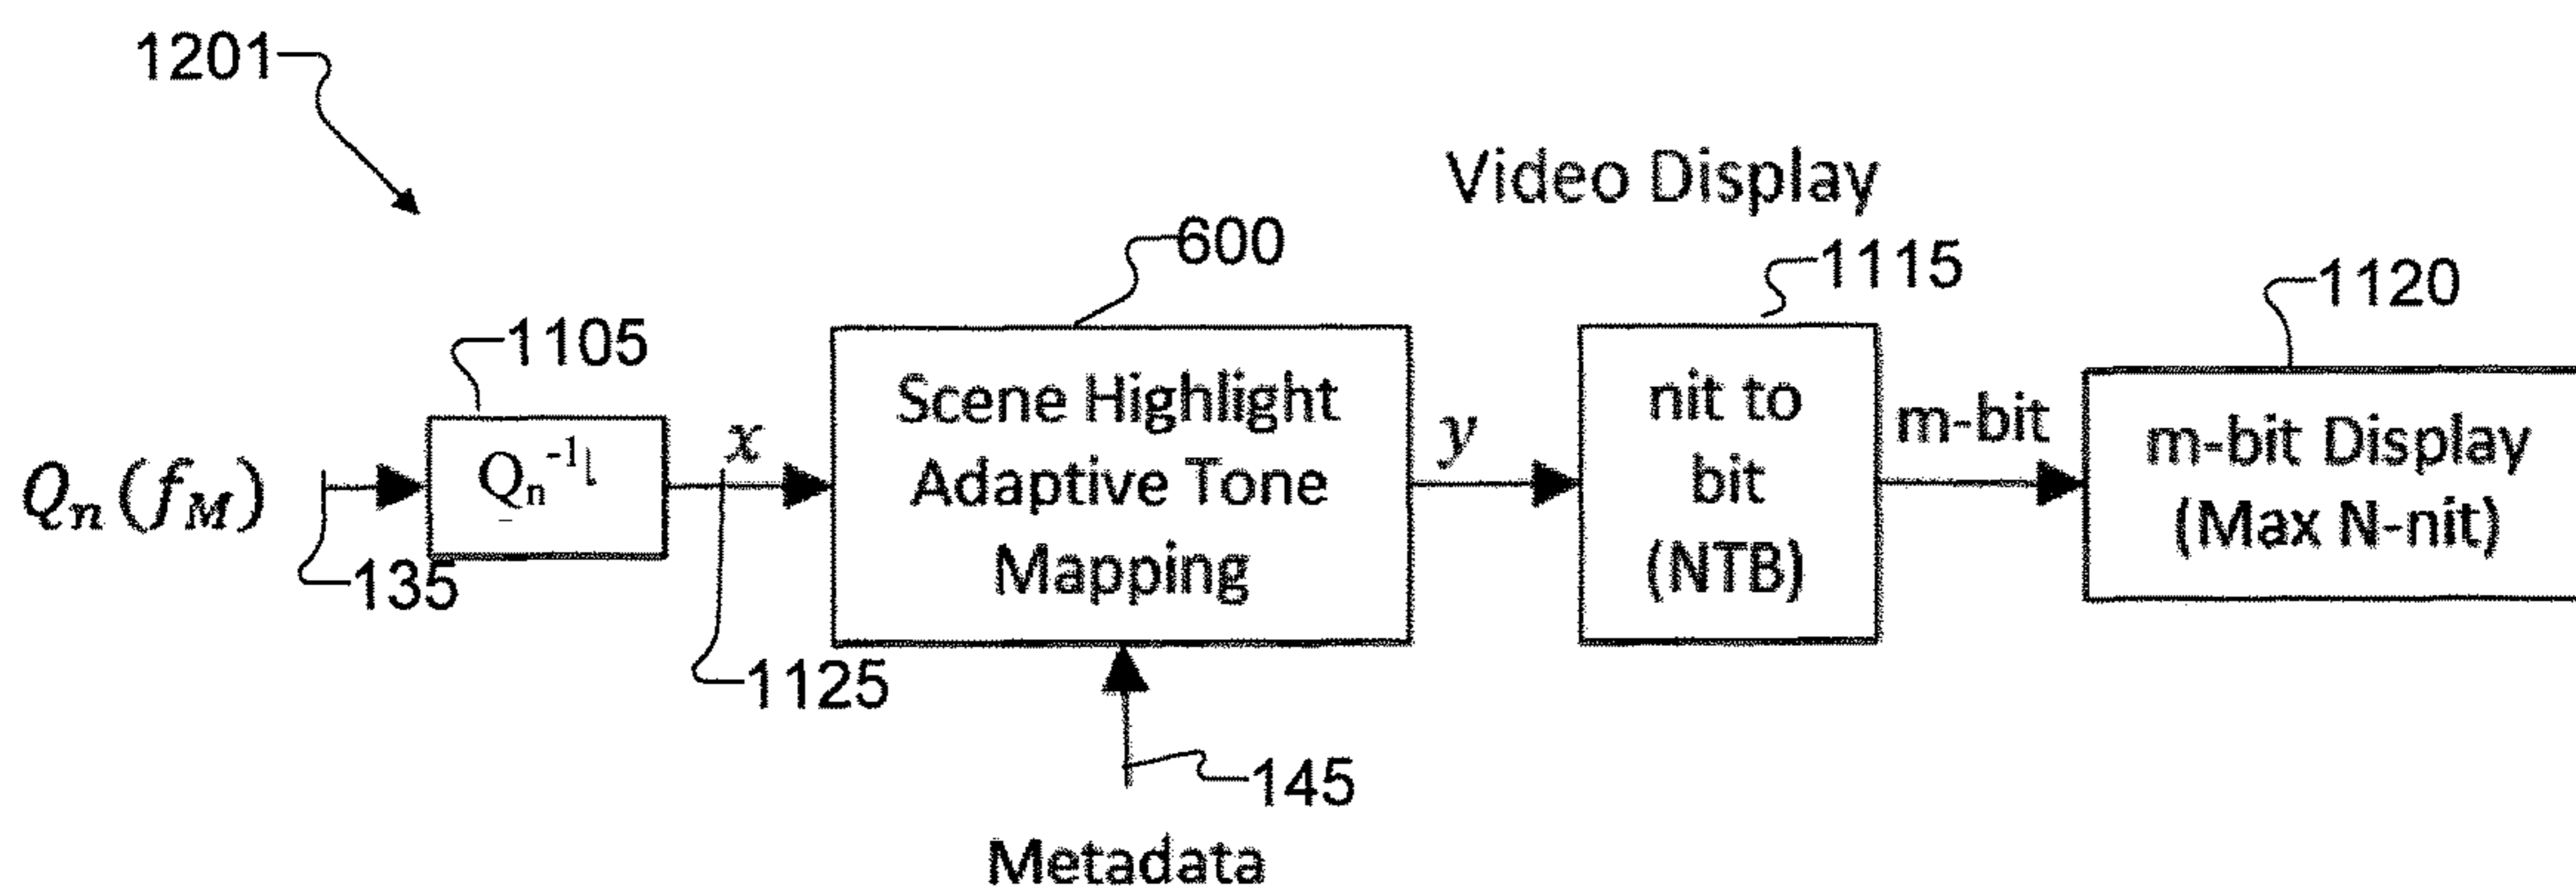 1201
Video Display
600
1115
1120
1105
Qₙ(f_M)
135
Qₙ⁻¹
x
1125
Scene Highlight
Adaptive Tone
Mapping
y
nit to
bit
(NTB)
m-bit
m-bit Display
(Max N-nit)
145
Metadata